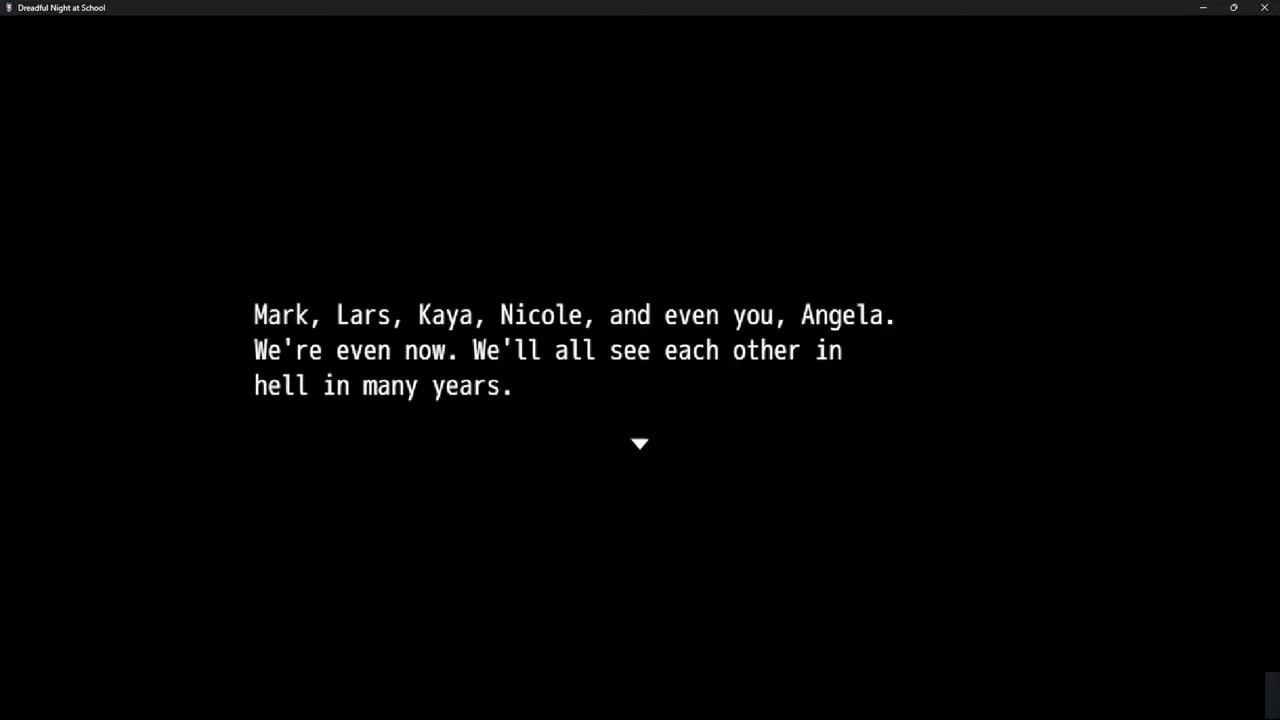 Dreadful Night at School
Mark, Lars, Kaya, Nicole, and even you, Angela.
We're even now. We'll all see each other in
hell in many years.